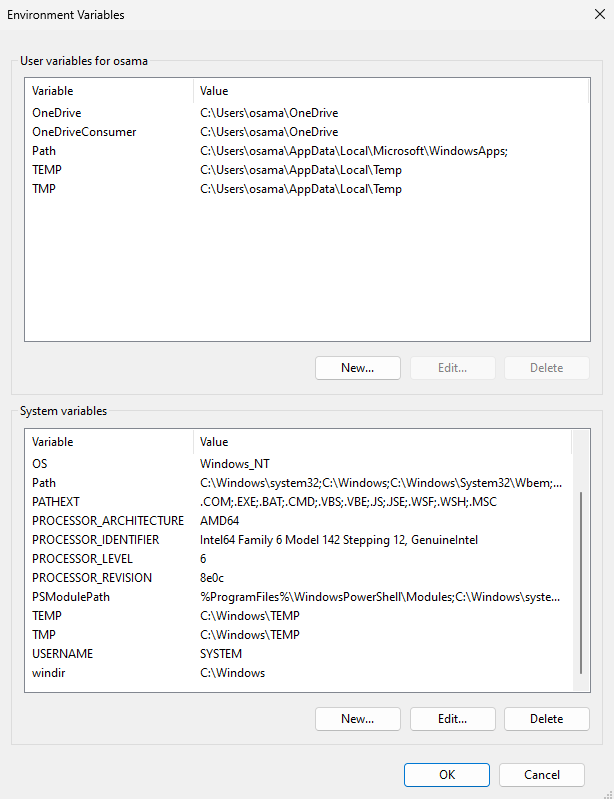 Environment Variables
User variables for osama
Variable Value
OneDrive C:\Users\osama\OneDrive
OneDriveConsumer C:\Users\osama\OneDrive
Path C:\Users\osama\AppData\Local\Microsoft\WindowsApps;
TEMP C:\Users\osama\AppData\Local\Temp
TMP C:\Users\osama\AppData\Local\Temp
New... Edit... Delete
System variables
Variable Value
OS Windows_NT
Path C:\Windows\system32;C:\Windows;C:\Windows\System32\Wbem;...
PATHEXT .COM;.EXE;.BAT;.CMD;.VBS;.VBE;.JS;.JSE;.WSF;.WSH;.MSC
PROCESSOR_ARCHITECTURE AMD64
PROCESSOR_IDENTIFIER Intel64 Family 6 Model 142 Stepping 12, GenuineIntel
PROCESSOR_LEVEL 6
PROCESSOR_REVISION 8e0c
PSModulePath %ProgramFiles%\WindowsPowerShell\Modules;C:\Windows\syste...
TEMP C:\Windows\TEMP
TMP C:\Windows\TEMP
USERNAME SYSTEM
windir C:\Windows
New... Edit... Delete
OK Cancel